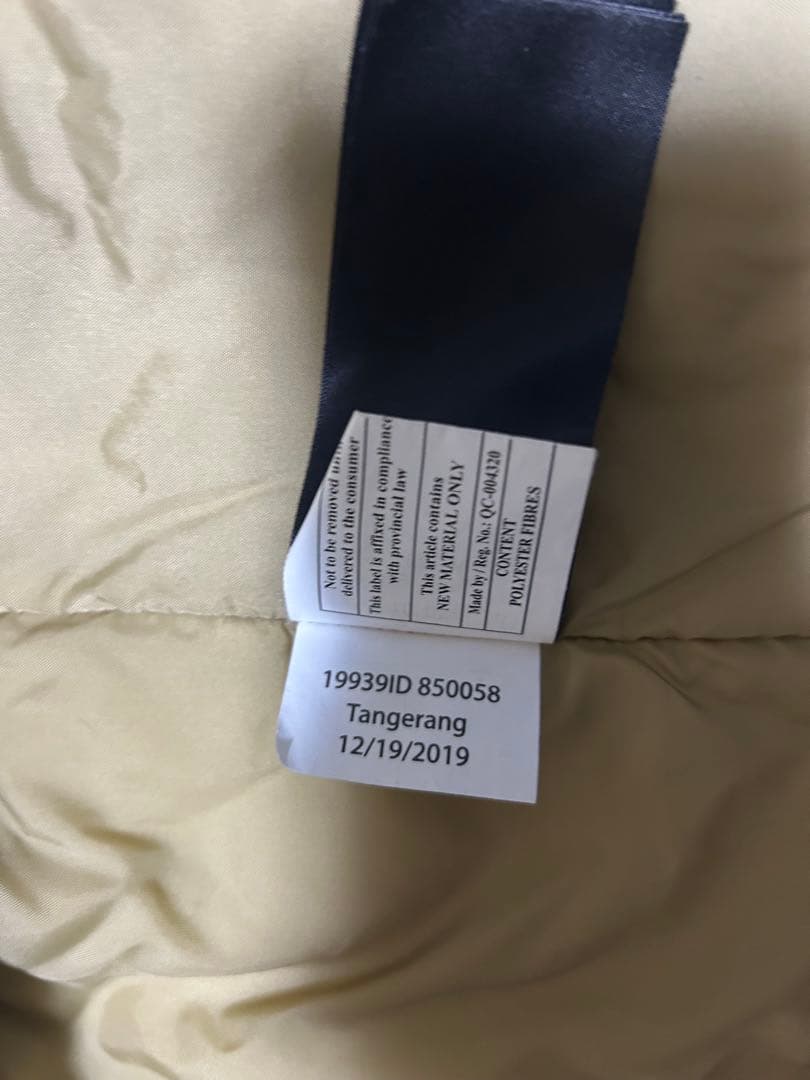 Not to be removed until
delivered to the consumer
This label is affixed in compliance
with provincial law
This article contains
NEW MATERIAL ONLY
Made by / Reg. No.: QC-004320
CONTENT
POLYESTER FIBRES
19939ID 850058
Tangerang
12/19/2019